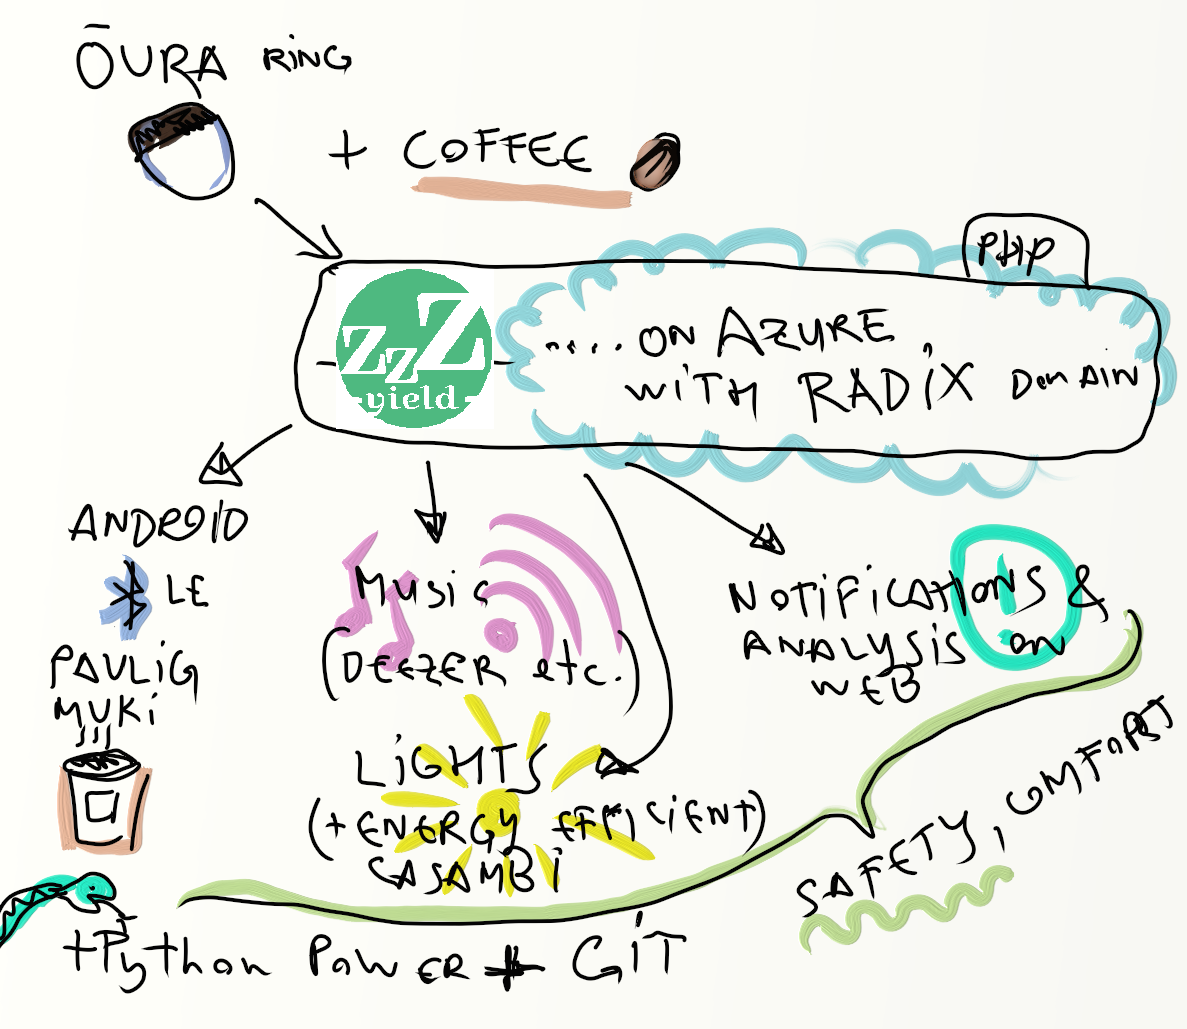 ŌURA RING
+ COFFEE
PHP
zzZ
-yield-
..... ON AZURE
WITH RADIX DOMAIN
ANDROID
LE
PAULIG
MUKI
MUSIC
(DEEZER etc.)
NOTIFICATIONS &
ANALYSIS on
WEB
LIGHTS
(+ ENERGY EFFICIENT)
CASAMBI
SAFETY, COMFORT
+Python POWER + GIT